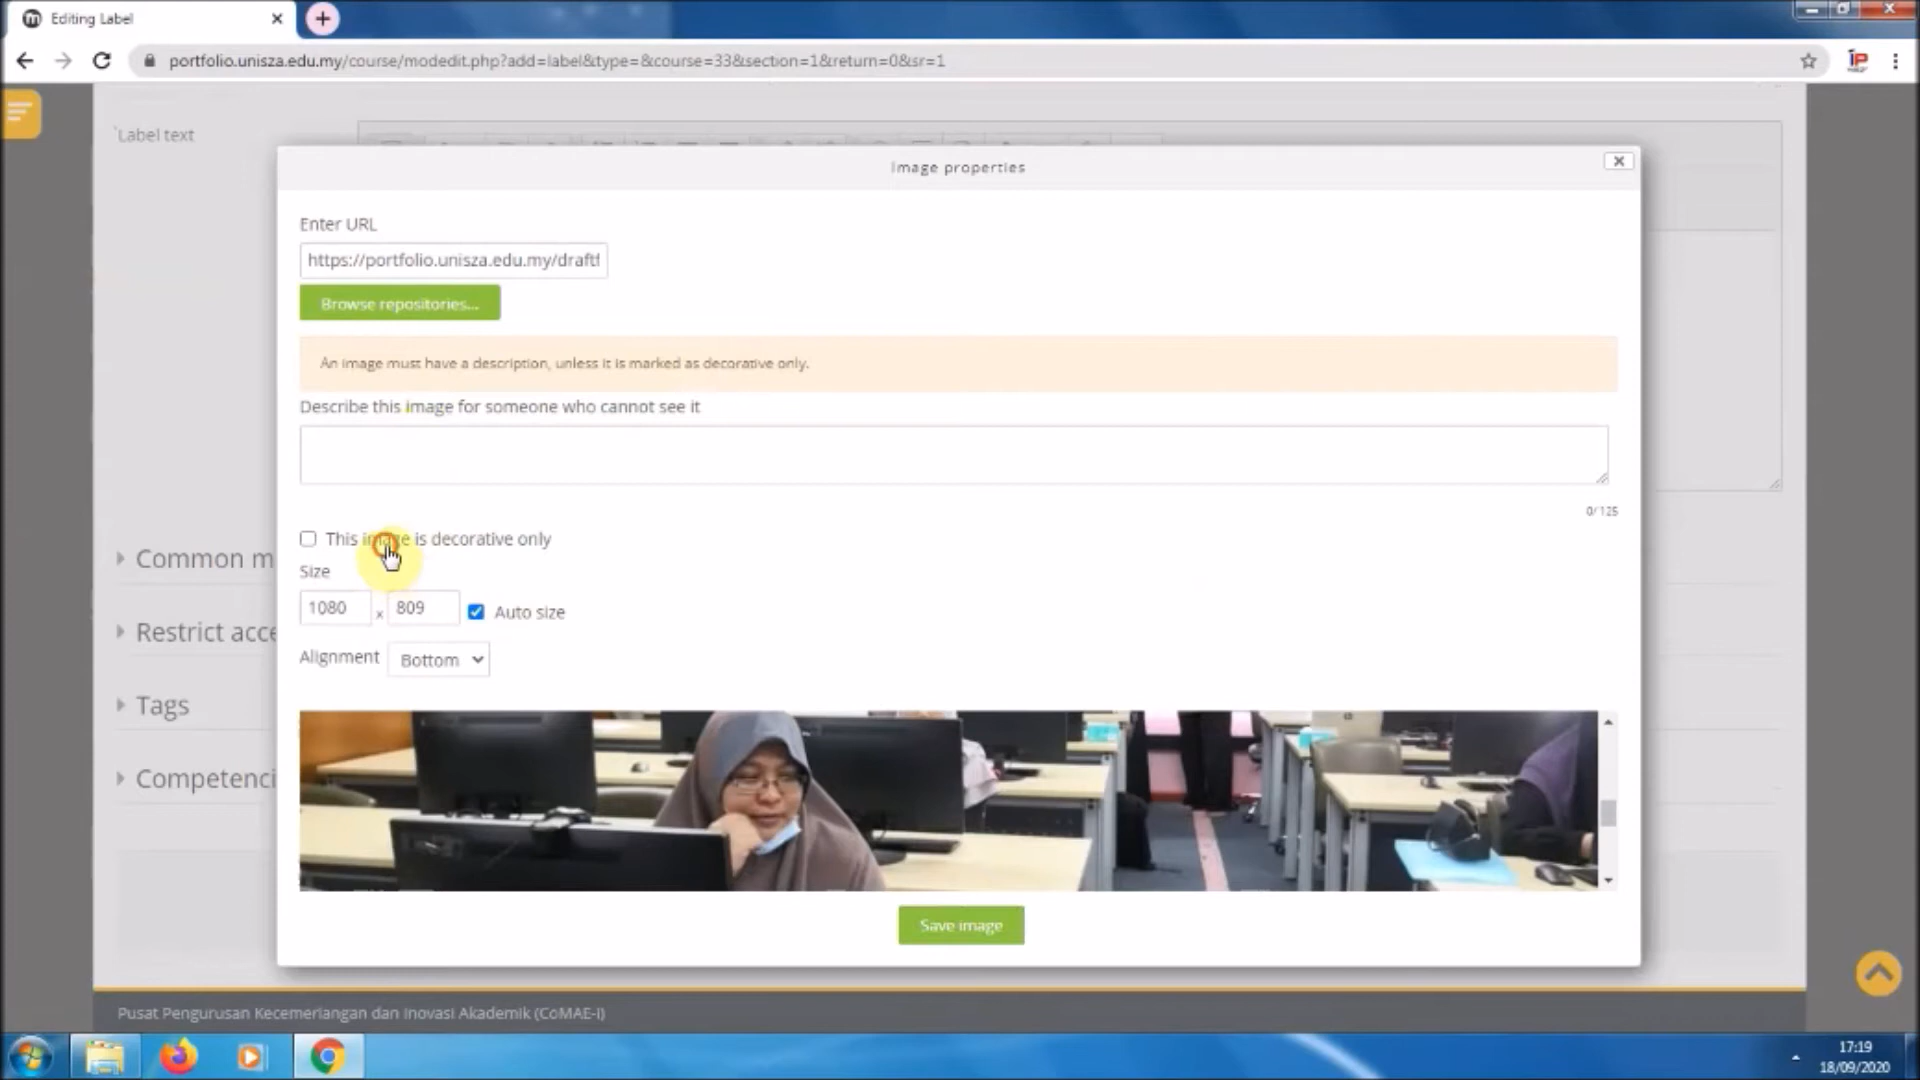 Editing Label
portfolio.unisza.edu.my/course/modedit.php?add=label&type=&course=33&section=1&return=0&sr=1
Label text
Image properties
Enter URL
https://portfolio.unisza.edu.my/draftf
Browse repositories...
An image must have a description, unless it is marked as decorative only.
Describe this image for someone who cannot see it
0/125
This image is decorative only
Common m
Size
1080 x 809 Auto size
Restrict acce
Alignment Bottom
Tags
Competenci
Save image
Pusat Pengurusan Kecemerlangan dan Inovasi Akademik (CoMAE-i)
17:19
18/09/2020